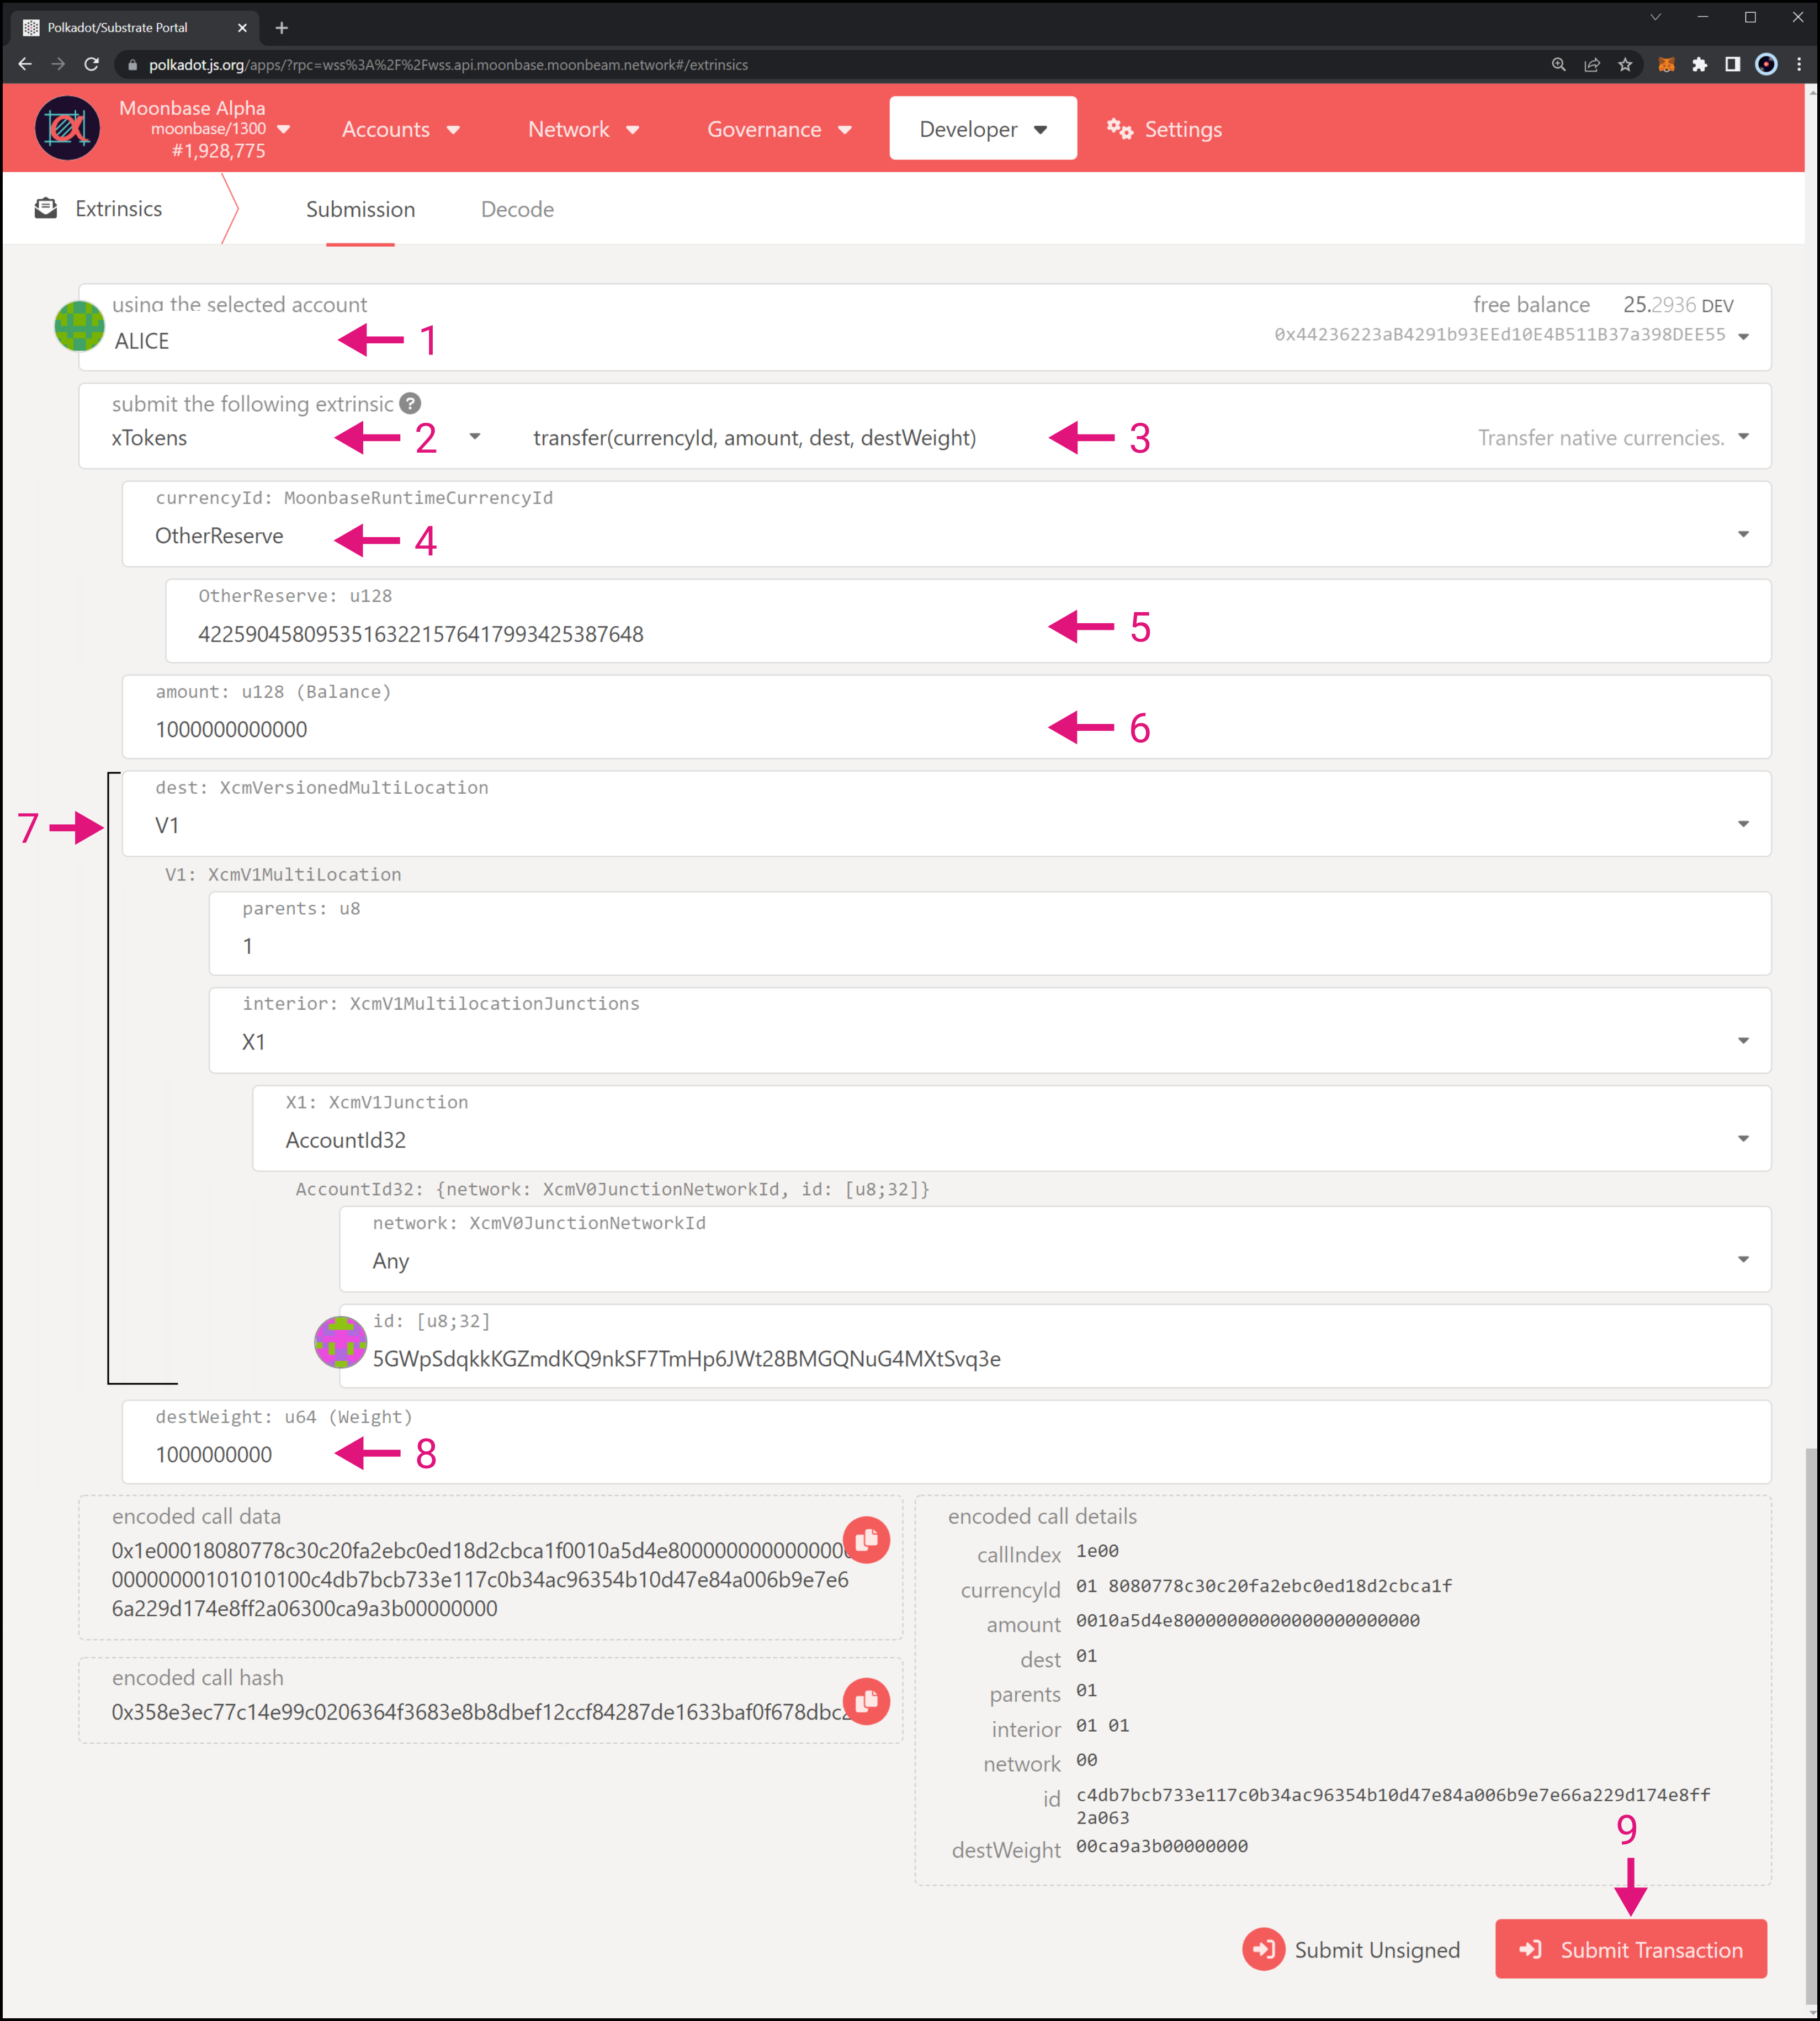 Polkadot/Substrate Portal
polkadot.js.org/apps/?rpc=wss%3A%2F%2Fwss.api.moonbase.moonbeam.network#/extrinsics
Moonbase Alpha
moonbase/1300
#1,928,775
Accounts
Network
Governance
Developer
Settings
Extrinsics
Submission
Decode
using the selected account
free balance 25.2936 DEV
ALICE
1
0x44236223aB4291b93EEd10E4B511B37a398DEE55
submit the following extrinsic ?
xTokens
2
transfer(currencyId, amount, dest, destWeight)
3
Transfer native currencies.
currencyId: MoonbaseRuntimeCurrencyId
OtherReserve
4
OtherReserve: u128
42259045809535163221576417993425387648
5
amount: u128 (Balance)
1000000000000
6
dest: XcmVersionedMultiLocation
7
V1
V1: XcmV1MultiLocation
parents: u8
1
interior: XcmV1MultilocationJunctions
X1
X1: XcmV1Junction
AccountId32
AccountId32: {network: XcmV0JunctionNetworkId, id: [u8;32]}
network: XcmV0JunctionNetworkId
Any
id: [u8;32]
5GWpSdqkkKGZmdKQ9nkSF7TmHp6JWt28BMGQNuG4MXtSvq3e
destWeight: u64 (Weight)
1000000000
8
encoded call data
0x1e00018080778c30c20fa2ebc0ed18d2cbca1f0010a5d4e8000000000000000
00000000101010100c4db7bcb733e117c0b34ac96354b10d47e84a006b9e7e6
6a229d174e8ff2a06300ca9a3b00000000
encoded call hash
0x358e3ec77c14e99c0206364f3683e8b8dbef12ccf84287de1633baf0f678dbc
encoded call details
callIndex 1e00
currencyId 01 8080778c30c20fa2ebc0ed18d2cbca1f
amount 0010a5d4e80000000000000000000000
dest 01
parents 01
interior 01 01
network 00
id c4db7bcb733e117c0b34ac96354b10d47e84a006b9e7e66a229d174e8ff
2a063
destWeight 00ca9a3b00000000
9
Submit Unsigned
Submit Transaction